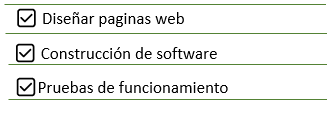 Diseñar paginas web
Construcción de software
Pruebas de funcionamiento